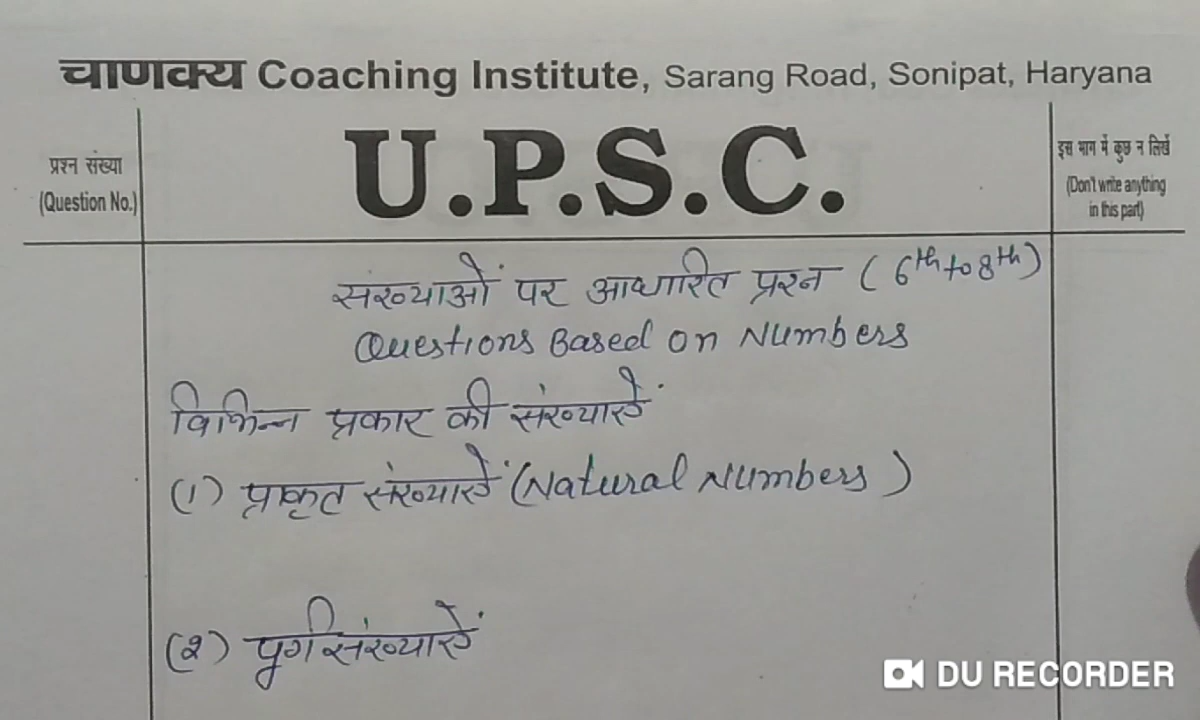 चाणक्य Coaching Institute, Sarang Road, Sonipat, Haryana
प्रश्न संख्या
(Question No.)
U.P.S.C.
इस भाग में कुछ न लिखें
(Don't write anything
in this part)
संख्याओं पर आधारित प्रश्न (6th to 8th)
Questions Based on Numbers
विभिन्न प्रकार की संख्याएँ
(1) प्राकृत संख्याएँ (Natural Numbers)
(2) पूर्ण संख्याएँ
DU RECORDER